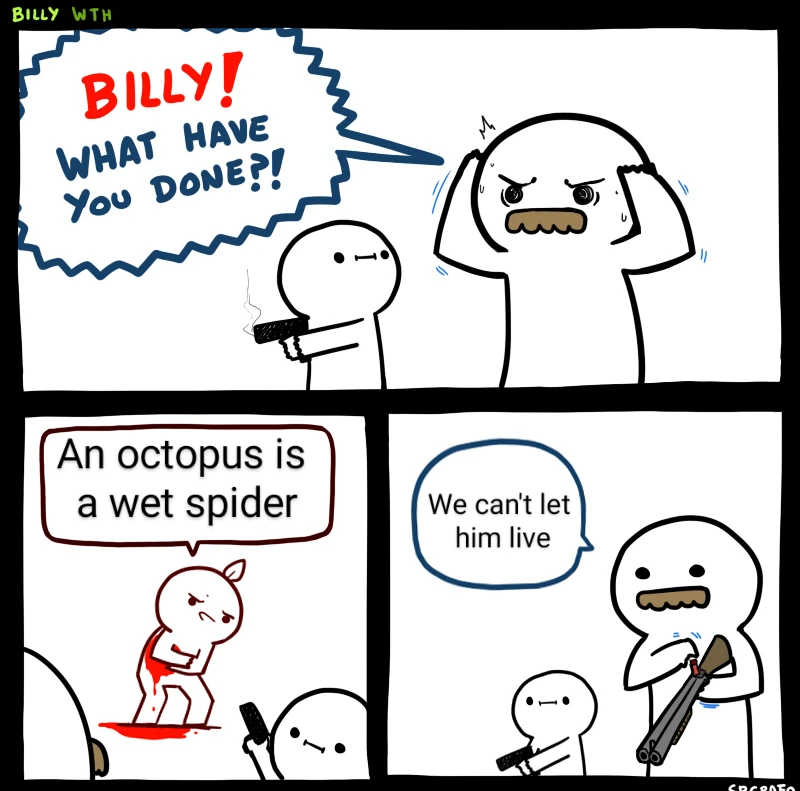 BILLY WTH
BILLY!
WHAT HAVE
YOU DONE?!
An octopus is
a wet spider
We can't let
him live